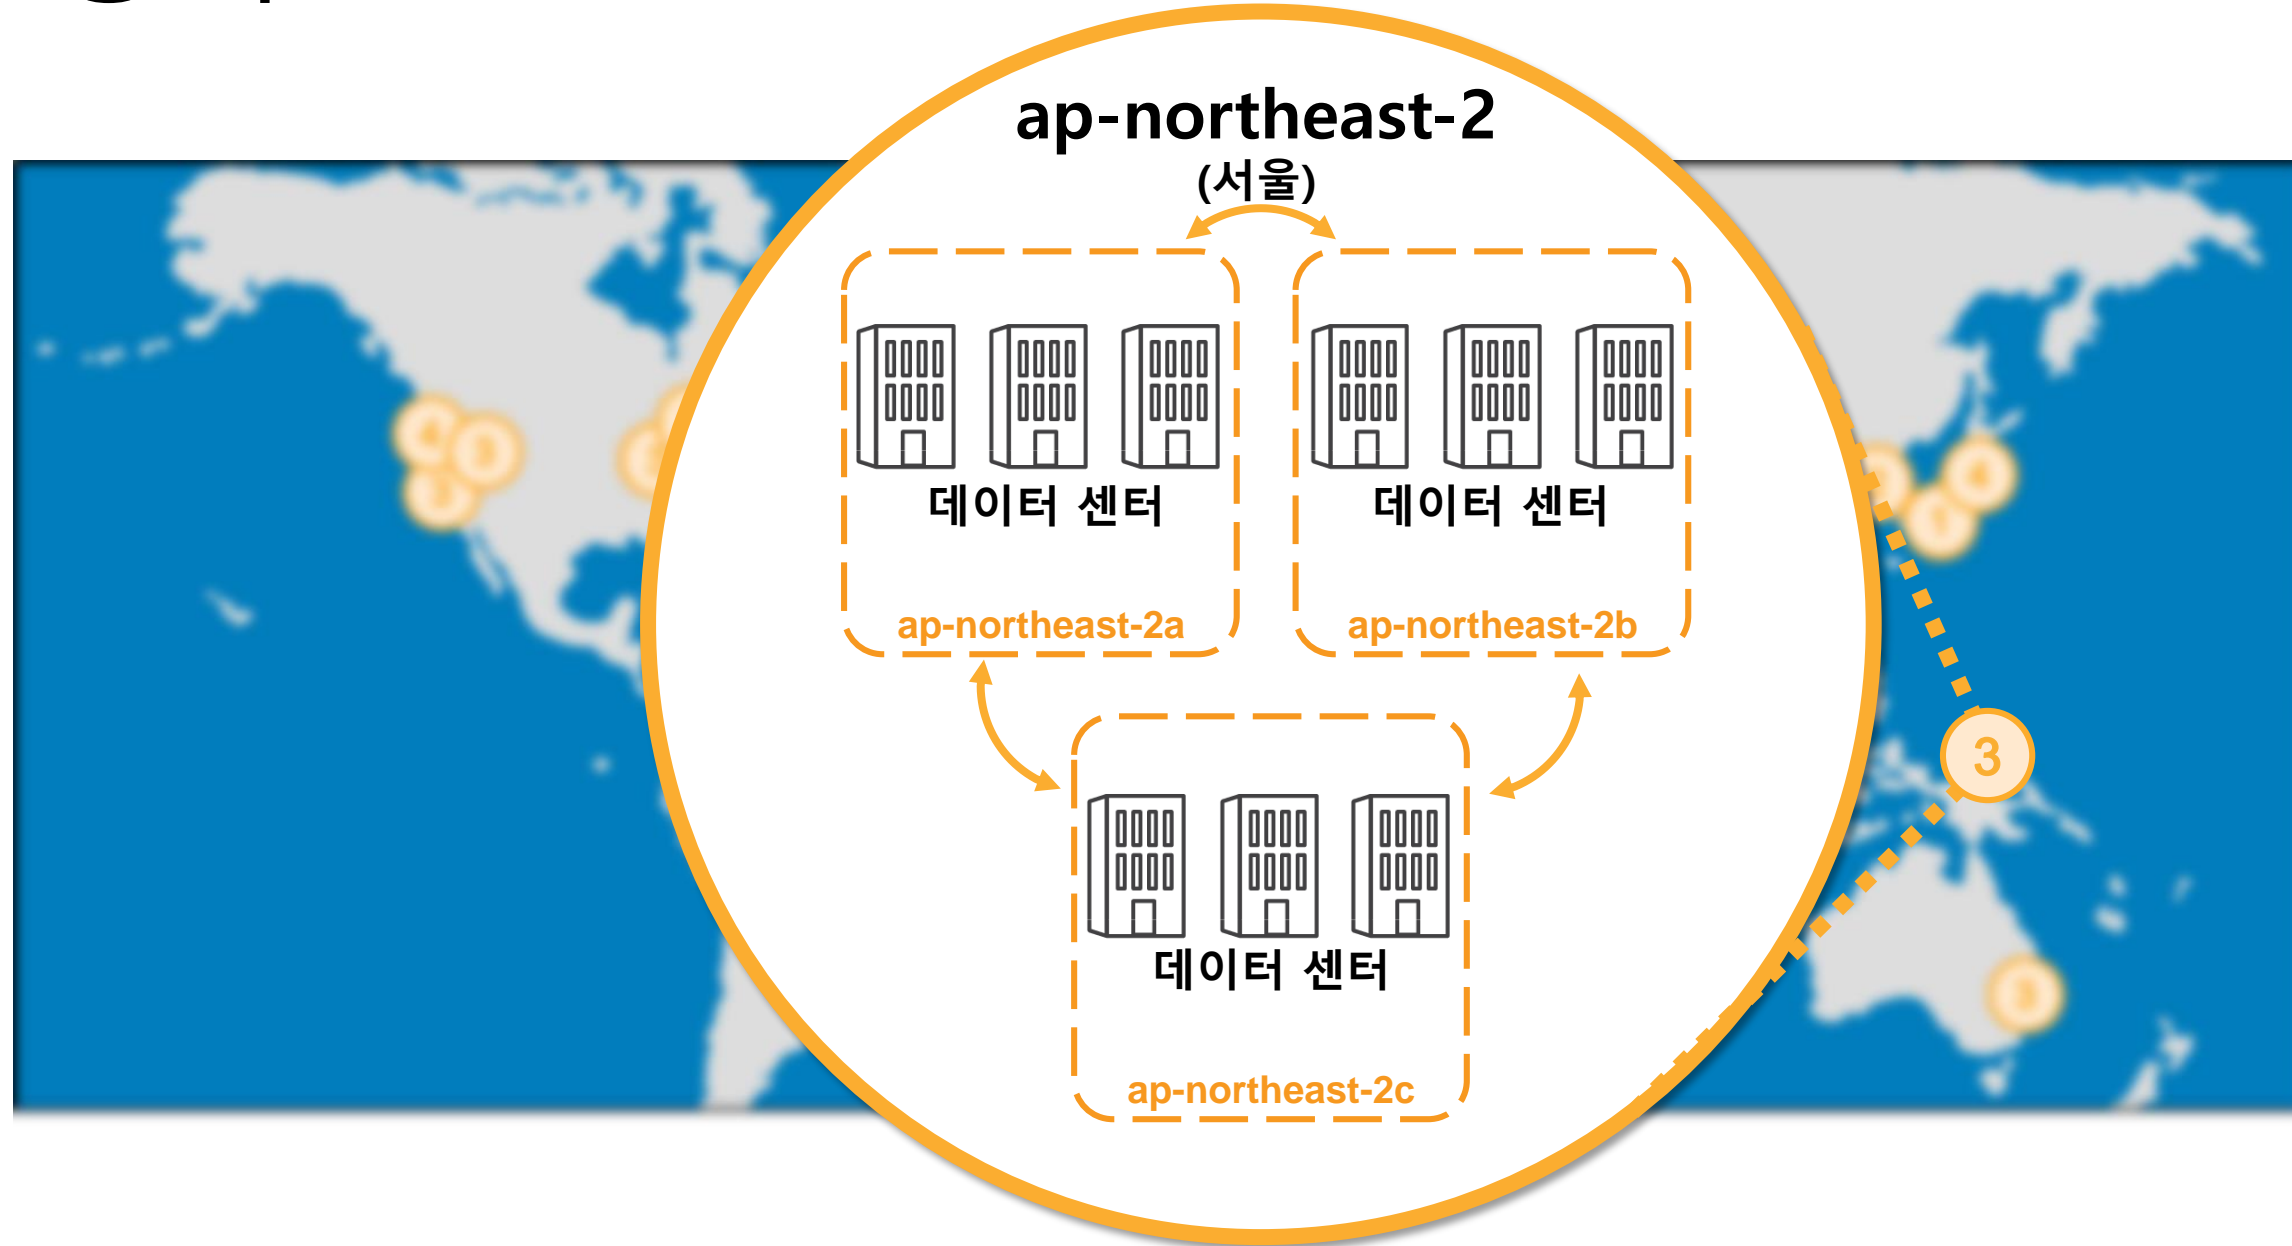 ap-northeast-2
(서울)
데이터 센터
데이터 센터
ap-northeast-2a
ap-northeast-2b
3
데이터 센터
ap-northeast-2c